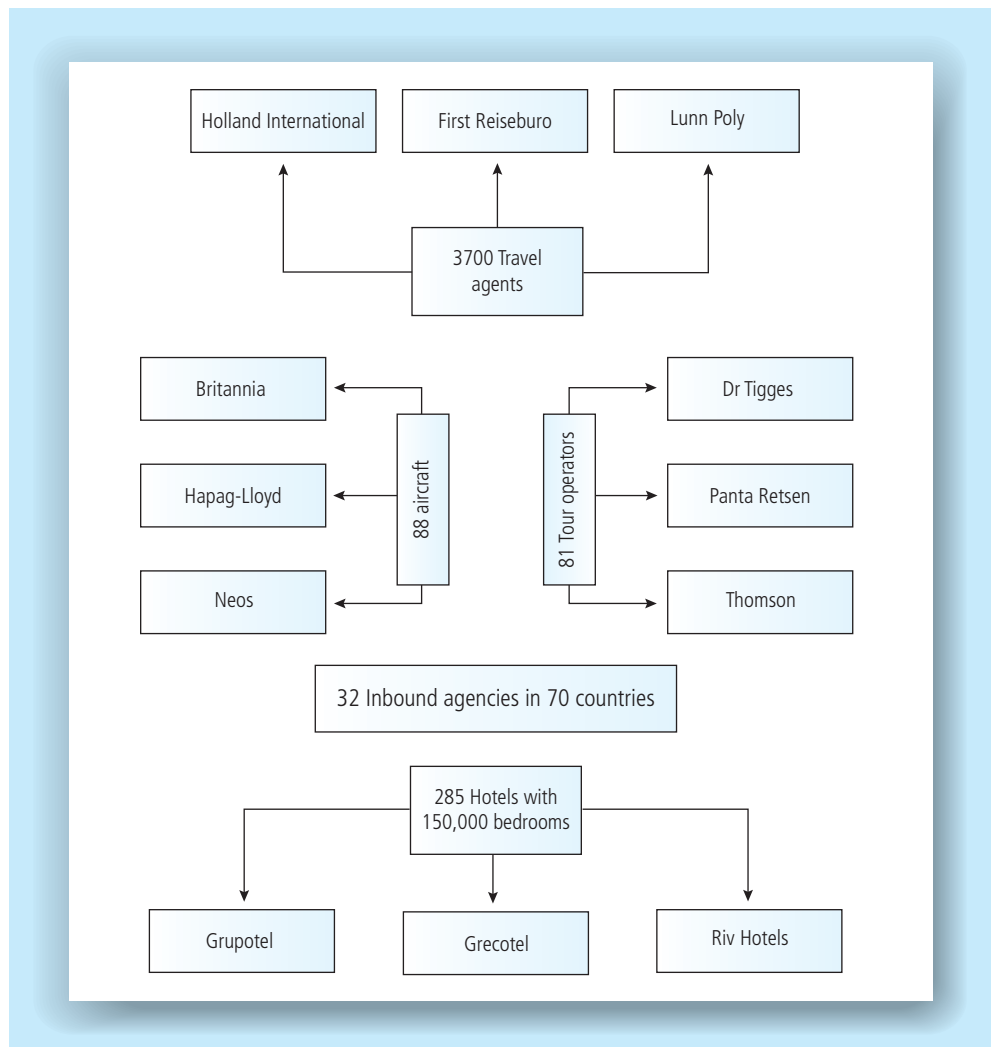 Holland International
First Reiseburo
Lunn Poly
3700 Travel
agents
Britannia
Hapag-Lloyd
Neos
88 aircraft
81 Tour operators
Dr Tigges
Panta Retsen
Thomson
32 Inbound agencies in 70 countries
285 Hotels with
150,000 bedrooms
Grupotel
Grecotel
Riv Hotels